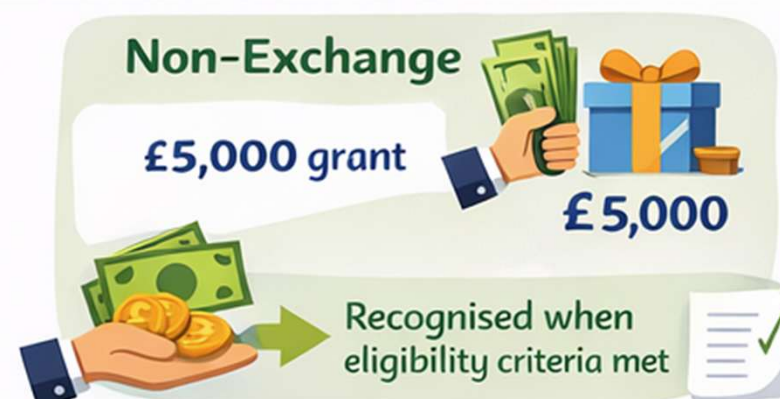 Non-Exchange
£5,000 grant
£5,000
Recognised when
eligibility criteria met